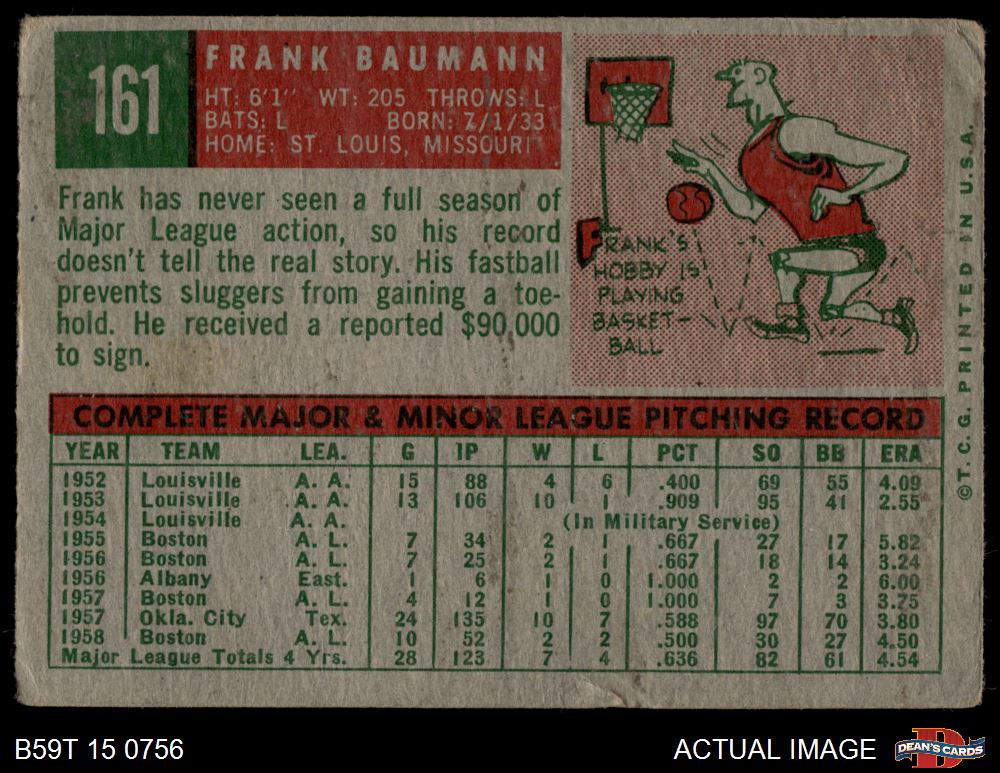 161
FRANK BAUMANN
HT: 6'1" WT: 205 THROWS: L
BATS: L BORN: 7/1/33
HOME: ST. LOUIS, MISSOURI
Frank has never seen a full season of
Major League action, so his record
doesn't tell the real story. His fastball
prevents sluggers from gaining a toe-
hold. He received a reported $90,000
to sign.
FRANK'S
HOBBY IS
PLAYING
BASKET-
BALL
©T. C. G. PRINTED IN U.S.A.
COMPLETE MAJOR & MINOR LEAGUE PITCHING RECORD
YEAR TEAM LEA. G IP W L PCT SO BB ERA
1952 Louisville A. A. 15 88 4 6 .400 69 55 4.09
1953 Louisville A. A. 13 106 10 1 .909 95 41 2.55
1954 Louisville A. A. (In Military Service)
1955 Boston A. L. 7 34 2 1 .667 27 17 5.82
1956 Boston A. L. 7 25 2 1 .667 18 14 3.24
1956 Albany East. 1 6 1 0 1.000 2 2 6.00
1957 Boston A. L. 4 12 1 0 1.000 7 3 3.75
1957 Okla. City Tex. 24 135 10 7 .588 97 70 3.80
1958 Boston A. L. 10 52 2 2 .500 30 27 4.50
Major League Totals 4 Yrs. 28 123 7 4 .636 82 61 4.54
B59T 15 0756
ACTUAL IMAGE
D
DEAN'S CARDS